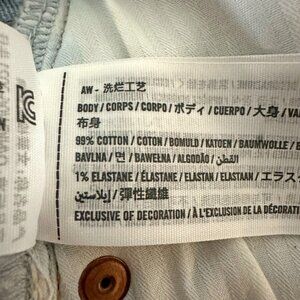 AW - 洗烂工艺
BODY / CORPS / CORPO / ボディ / CUERPO / 大身 / VA
布身
99% COTTON / COTON / BOMULD / KATOEN / BAUMWOLLE /
BAVLNA / 면 / BAWEŁNA / ALGODÃO / القطن /
1% ELASTANE / ÉLASTANE / ELASTAN / ELASTAAN / エラス
إيلاستين / 彈性纖維
EXCLUSIVE OF DECORATION / À L'EXCLUSION DE LA DÉCORAT